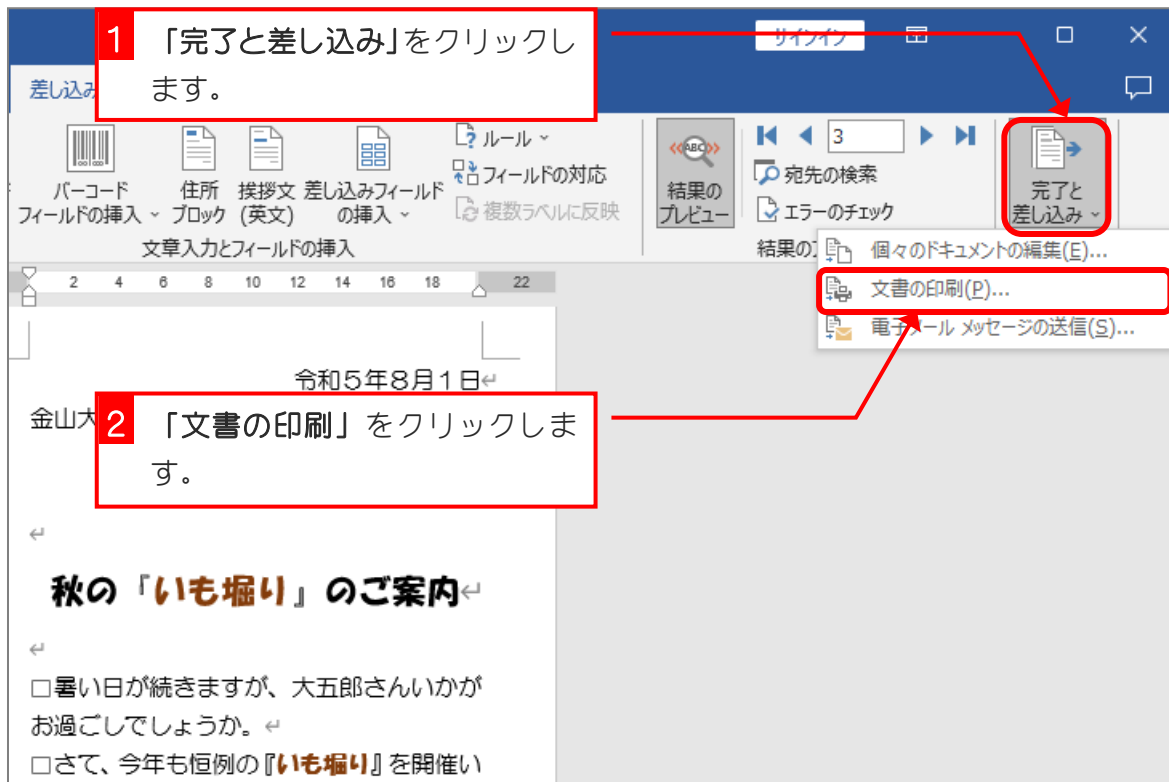 1 「完了と差し込み」をクリックし
ます。
サインイン
差し込み
バーコード
フィールドの挿入
住所
ブロック
挨拶文
(英文)
差し込みフィールド
の挿入
ルール
フィールドの対応
複数ラベルに反映
文章入力とフィールドの挿入
«ABC»
結果の
プレビュー
3
宛先の検索
エラーのチェック
結果の
完了と
差し込み
個々のドキュメントの編集(E)...
文書の印刷(P)...
電子メール メッセージの送信(S)...
2 4 6 8 10 12 14 16 18 22
令和5年8月1日↵
金山大
2 「文書の印刷」をクリックしま
す。
↵
秋の『いも堀り』のご案内↵
↵
□暑い日が続きますが、大五郎さんいかが
お過ごしでしょうか。↵
□さて、今年も恒例の『いも堀り』を開催い